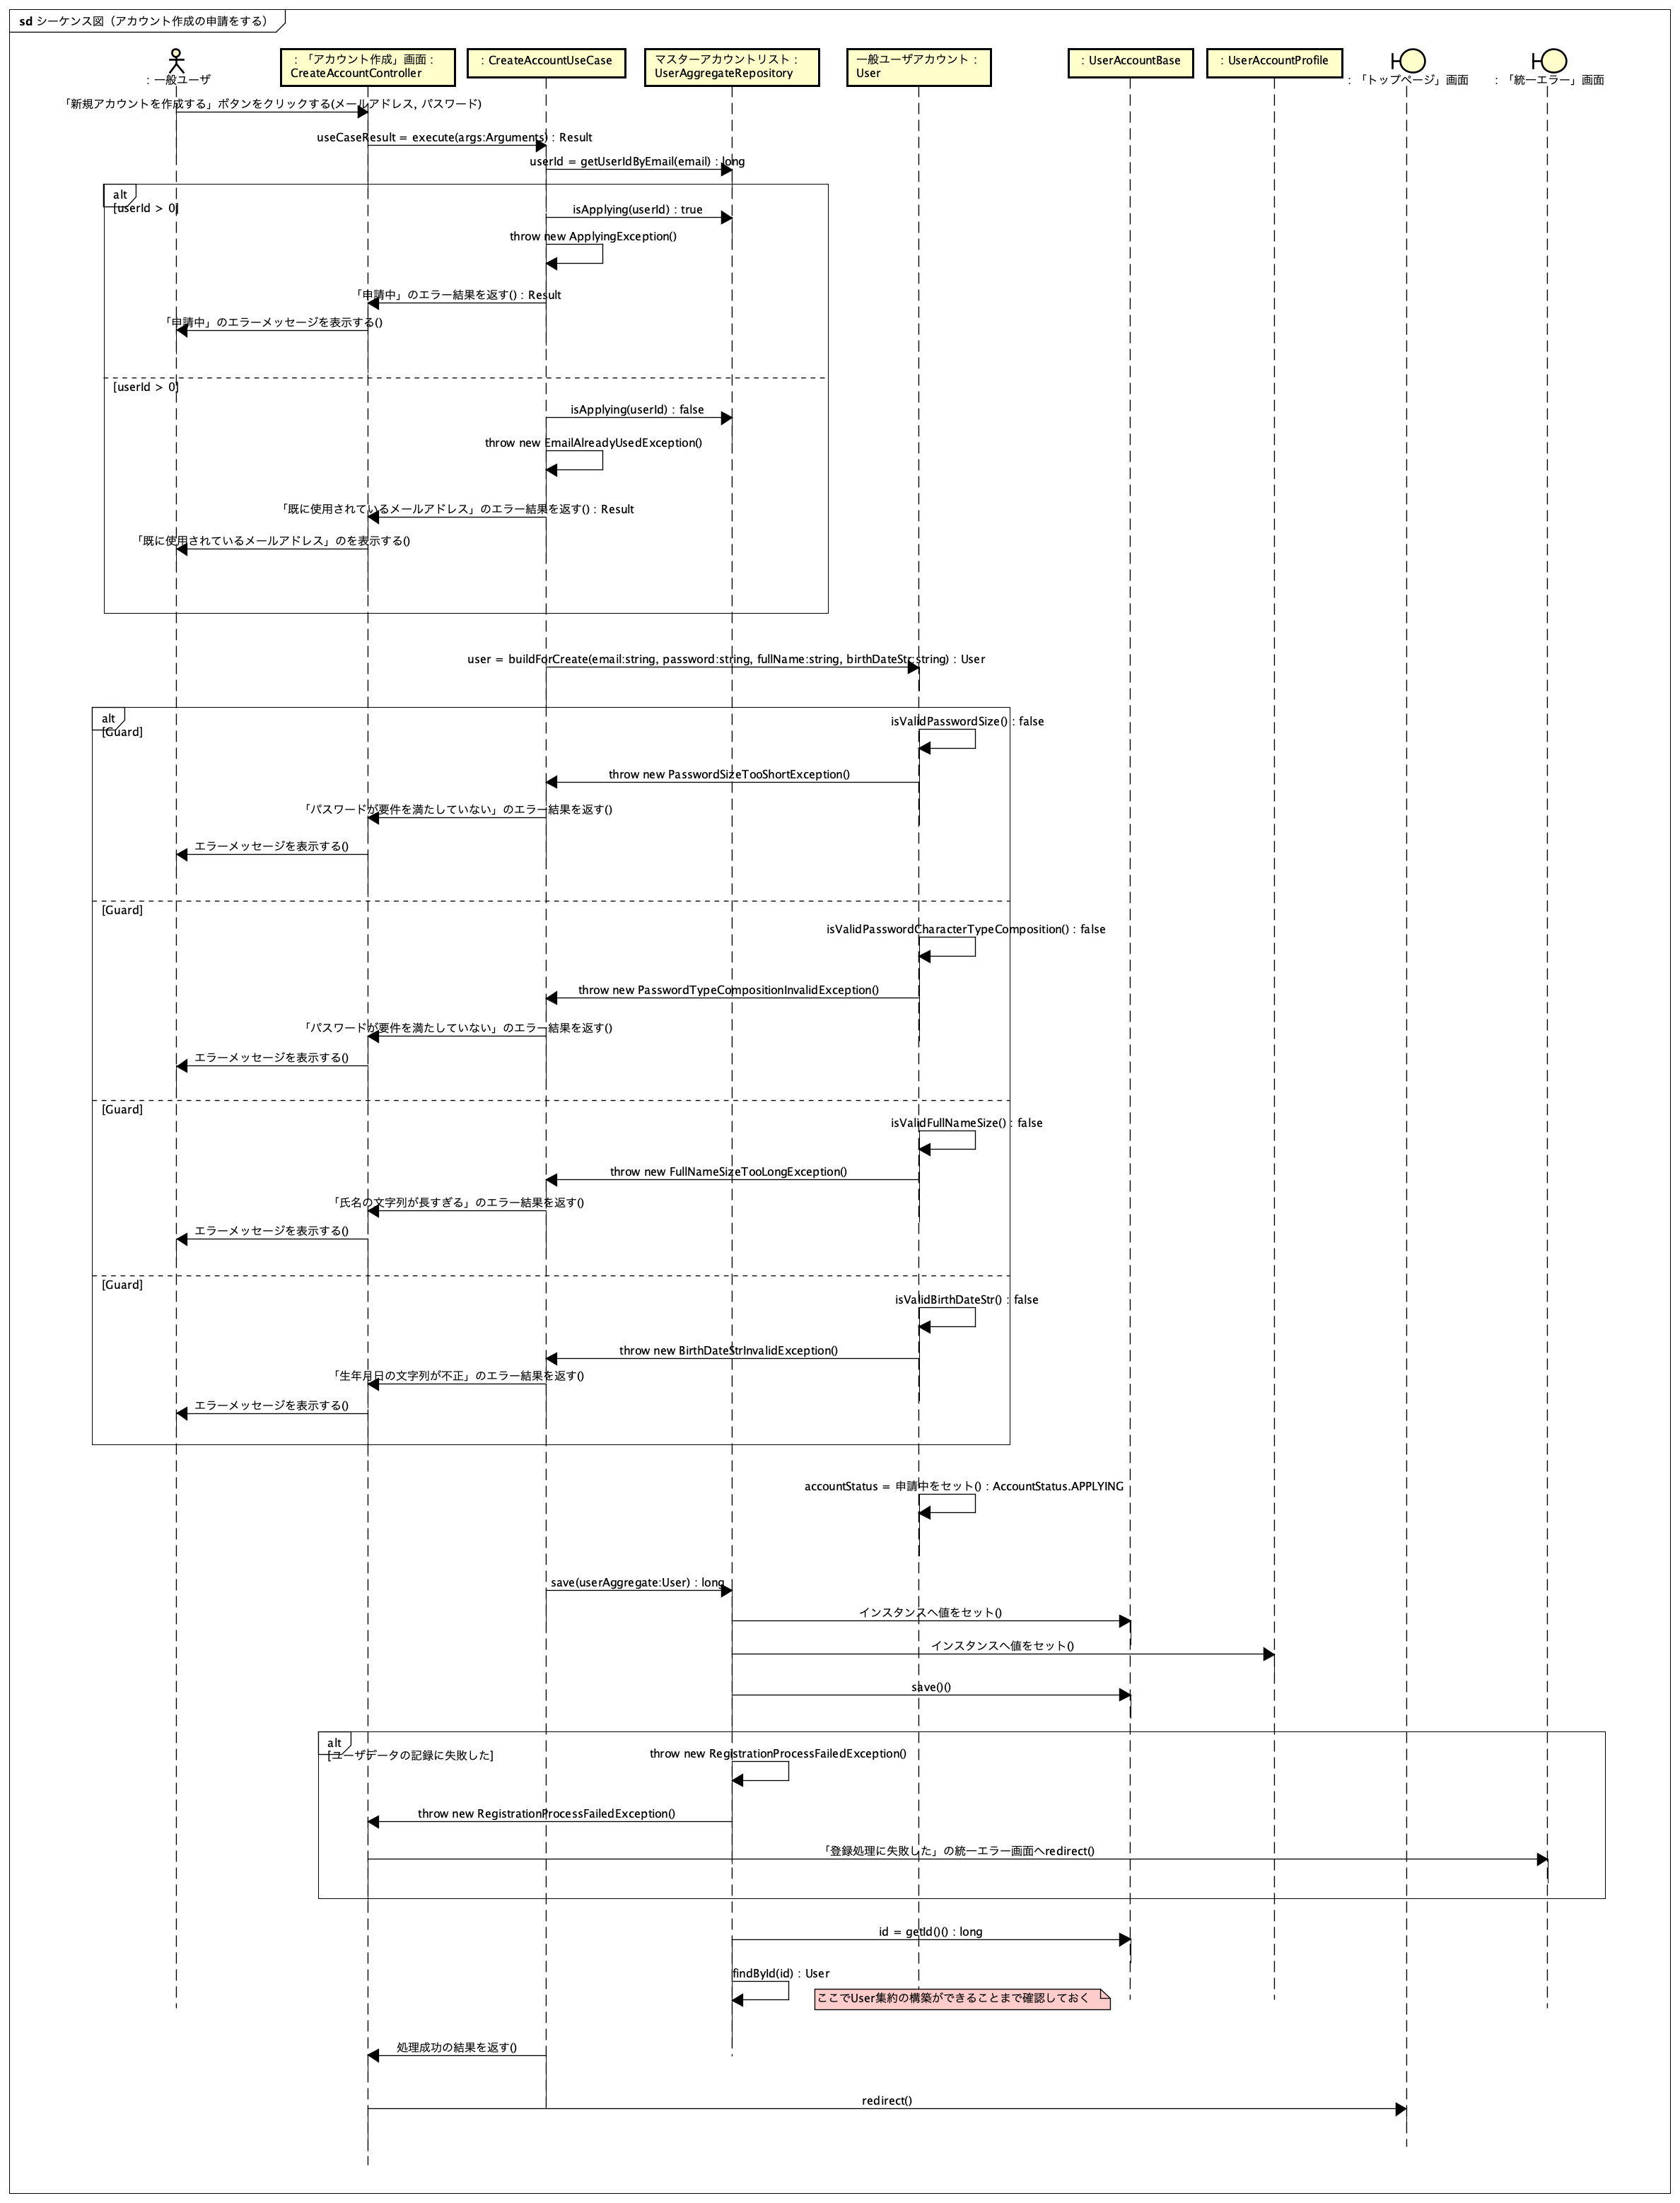 sd シーケンス図（アカウント作成の申請をする）
: 一般ユーザ
: 「アカウント作成」画面 :
CreateAccountController
: CreateAccountUseCase
マスターアカウントリスト :
UserAggregateRepository
一般ユーザアカウント :
User
: UserAccountBase
: UserAccountProfile
: 「トップページ」画面
: 「統一エラー」画面
「新規アカウントを作成する」ボタンをクリックする(メールアドレス, パスワード)
useCaseResult = execute(args:Arguments) : Result
userId = getUserIdByEmail(email) : long
alt
[userId > 0]
isApplying(userId) : true
throw new ApplyingException()
「申請中」のエラー結果を返す() : Result
「申請中」のエラーメッセージを表示する()
[userId > 0]
isApplying(userId) : false
throw new EmailAlreadyUsedException()
「既に使用されているメールアドレス」のエラー結果を返す() : Result
「既に使用されているメールアドレス」のを表示する()
user = buildForCreate(email:string, password:string, fullName:string, birthDateStr:string) : User
alt
[Guard]
isValidPasswordSize() : false
throw new PasswordSizeTooShortException()
「パスワードが要件を満たしていない」のエラー結果を返す()
エラーメッセージを表示する()
[Guard]
isValidPasswordCharacterTypeComposition() : false
throw new PasswordTypeCompositionInvalidException()
「パスワードが要件を満たしていない」のエラー結果を返す()
エラーメッセージを表示する()
[Guard]
isValidFullNameSize() : false
throw new FullNameSizeTooLongException()
「氏名の文字列が長すぎる」のエラー結果を返す()
エラーメッセージを表示する()
[Guard]
isValidBirthDateStr() : false
throw new BirthDateStrInvalidException()
「生年月日の文字列が不正」のエラー結果を返す()
エラーメッセージを表示する()
accountStatus = 申請中をセット() : AccountStatus.APPLYING
save(userAggregate:User) : long
インスタンスへ値をセット()
インスタンスへ値をセット()
save()()
alt
[ユーザデータの記録に失敗した]
throw new RegistrationProcessFailedException()
throw new RegistrationProcessFailedException()
「登録処理に失敗した」の統一エラー画面へredirect()
id = getId()() : long
findById(id) : User
ここでUser集約の構築ができることまで確認しておく
処理成功の結果を返す()
redirect()